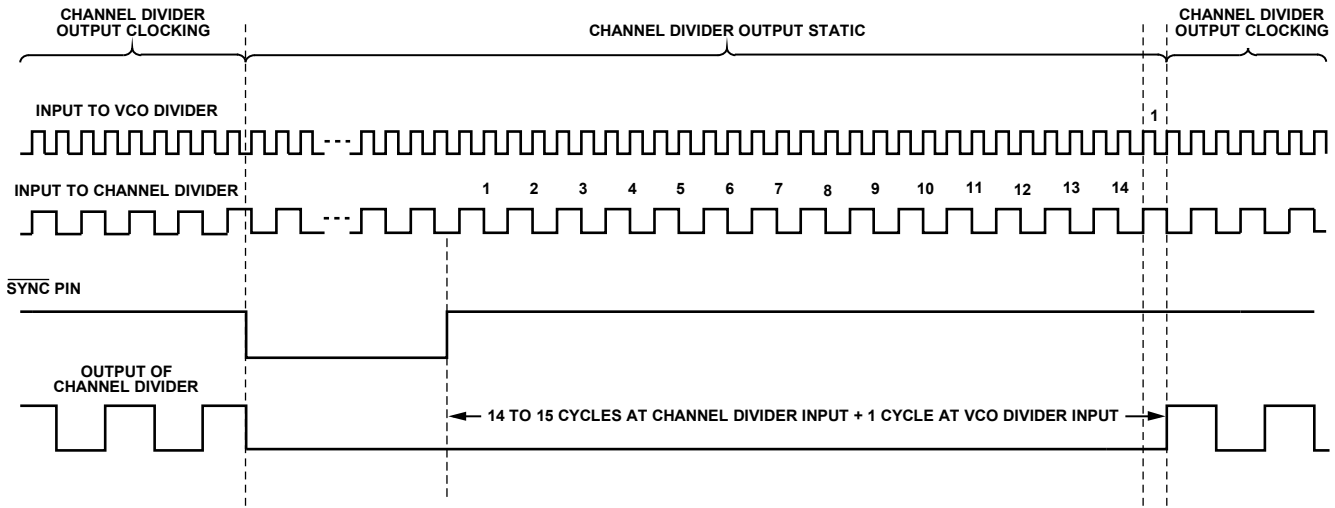 CHANNEL DIVIDER
OUTPUT CLOCKING
CHANNEL DIVIDER OUTPUT STATIC
CHANNEL DIVIDER
OUTPUT CLOCKING
INPUT TO VCO DIVIDER
1
INPUT TO CHANNEL DIVIDER
1 2 3 4 5 6 7 8 9 10 11 12 13 14
SYNC PIN
OUTPUT OF
CHANNEL DIVIDER
14 TO 15 CYCLES AT CHANNEL DIVIDER INPUT + 1 CYCLE AT VCO DIVIDER INPUT